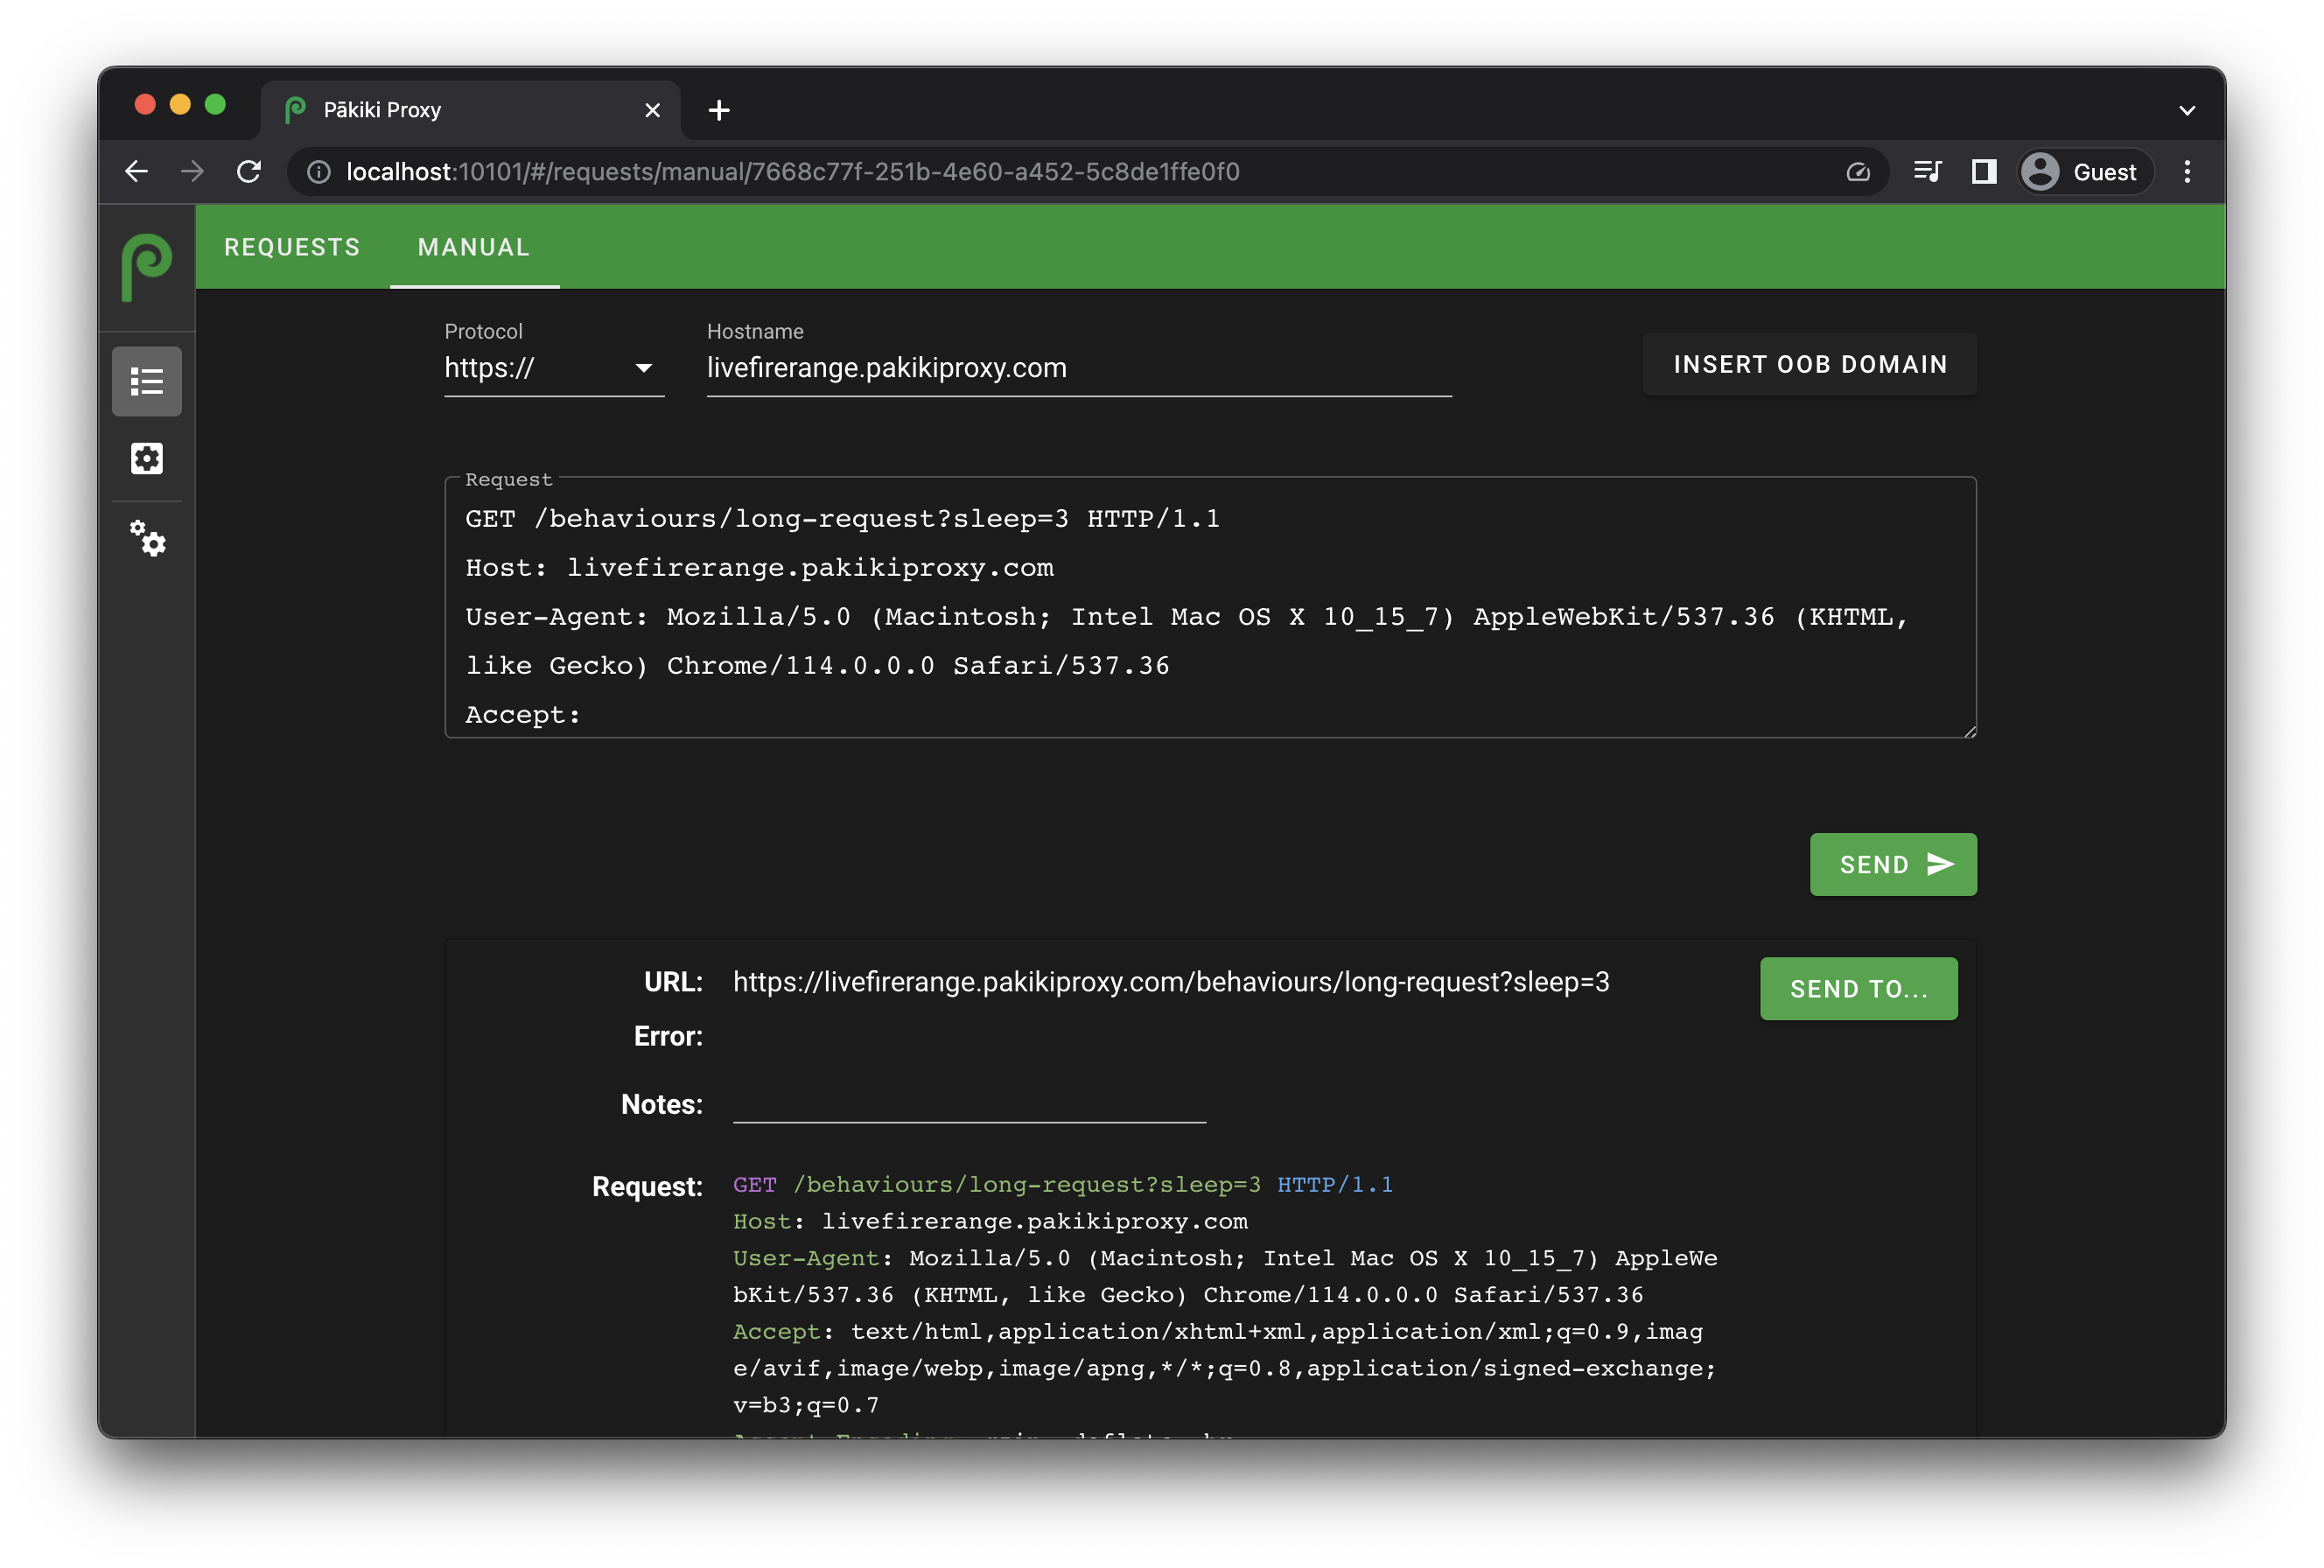 Pākiki Proxy
localhost:10101/#/requests/manual/7668c77f-251b-4e60-a452-5c8de1ffe0f0
Guest
REQUESTS MANUAL
Protocol Hostname
https:// livefirerange.pakikiproxy.com
INSERT OOB DOMAIN
Request
GET /behaviours/long-request?sleep=3 HTTP/1.1
Host: livefirerange.pakikiproxy.com
User-Agent: Mozilla/5.0 (Macintosh; Intel Mac OS X 10_15_7) AppleWebKit/537.36 (KHTML,
like Gecko) Chrome/114.0.0.0 Safari/537.36
Accept:
SEND
URL: https://livefirerange.pakikiproxy.com/behaviours/long-request?sleep=3
SEND TO...
Error:
Notes:
Request: GET /behaviours/long-request?sleep=3 HTTP/1.1
Host: livefirerange.pakikiproxy.com
User-Agent: Mozilla/5.0 (Macintosh; Intel Mac OS X 10_15_7) AppleWe
bKit/537.36 (KHTML, like Gecko) Chrome/114.0.0.0 Safari/537.36
Accept: text/html,application/xhtml+xml,application/xml;q=0.9,imag
e/avif,image/webp,image/apng,*/*;q=0.8,application/signed-exchange;
v=b3;q=0.7